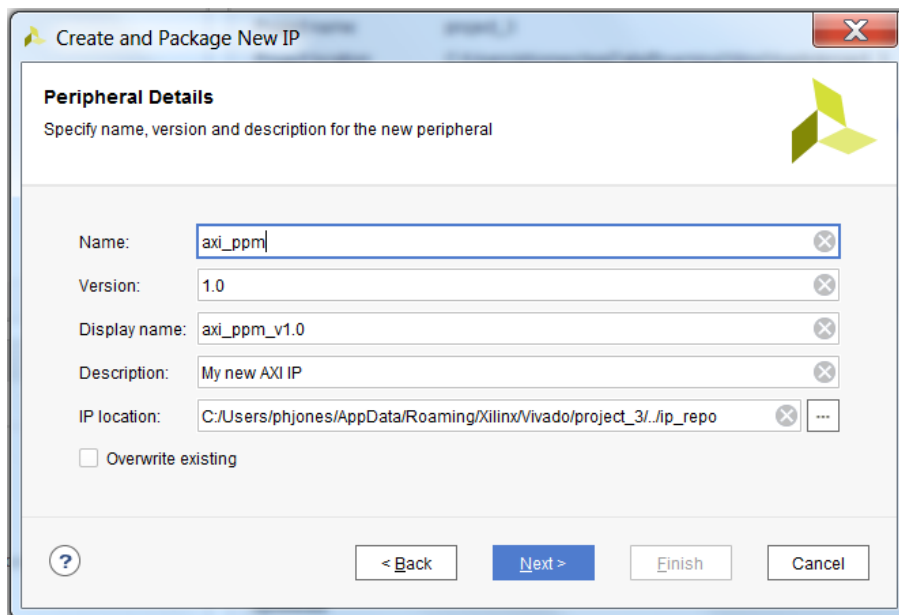 Create and Package New IP
Peripheral Details
Specify name, version and description for the new peripheral
Name: axi_ppm
Version: 1.0
Display name: axi_ppm_v1.0
Description: My new AXI IP
IP location: C:/Users/phjones/AppData/Roaming/Xilinx/Vivado/project_3/../ip_repo ...
Overwrite existing
? < Back Next > Finish Cancel